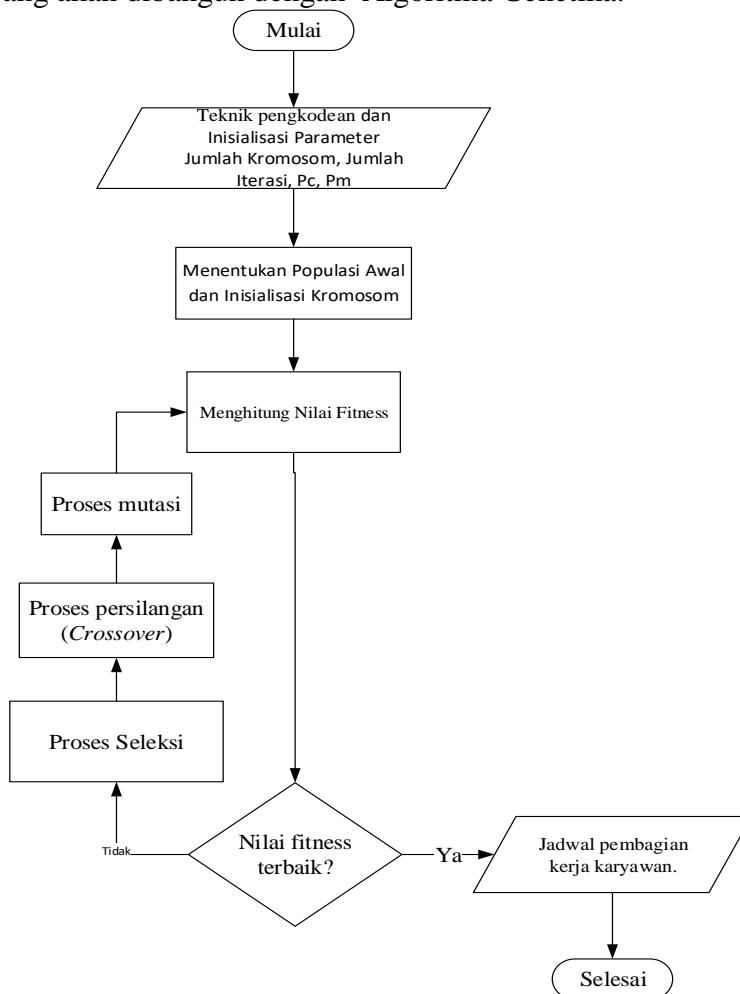 dibangun dengan Algoritma Genetika.
Mulai
Teknik pengkodean dan
Inisialisasi Parameter
Jumlah Kromosom, Jumlah
Iterasi, Pc, Pm
Menentukan Populasi Awal
dan Inisialisasi Kromosom
Menghitung Nilai Fitness
Proses mutasi
Proses persilangan
(Crossover)
Proses Seleksi
Tidak
Nilai fitness
terbaik?
Ya
Jadwal pembagian
kerja karyawan.
Selesai